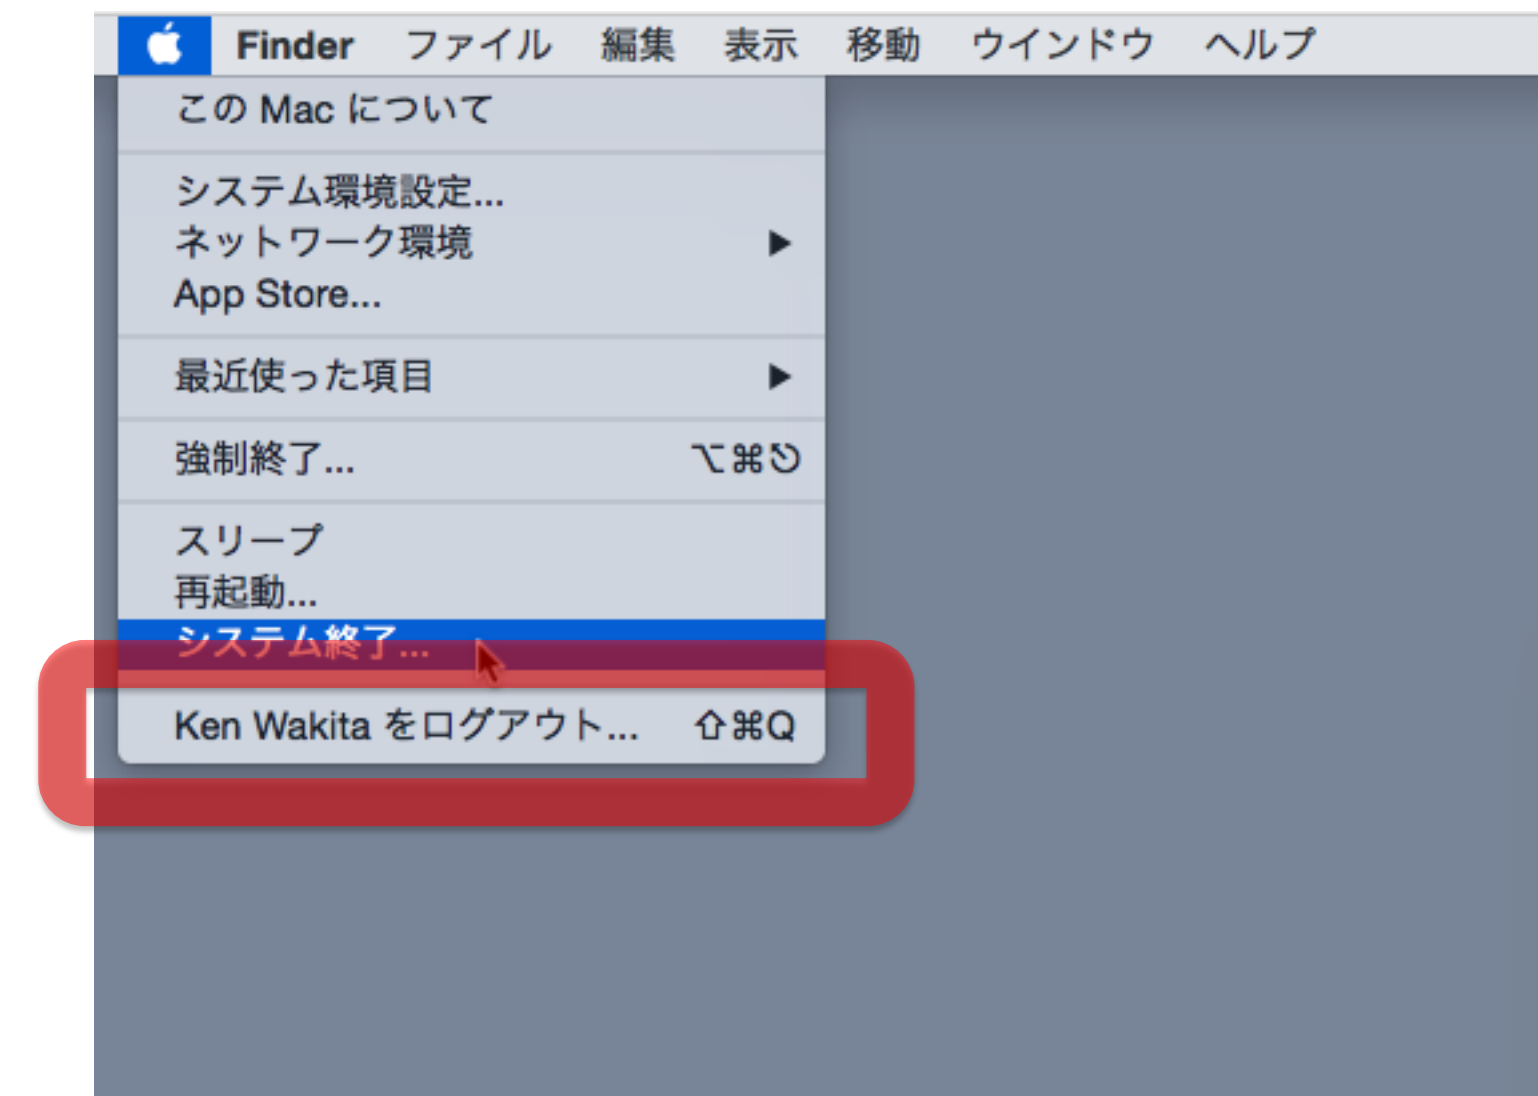 Finder ファイル 編集 表示 移動 ウインドウ ヘルプ
この Mac について
システム環境設定...
ネットワーク環境 ▶
App Store...
最近使った項目 ▶
強制終了... ⌥⌘⎋
スリープ
再起動...
システム終了...
Ken Wakita をログアウト... ⇧⌘Q